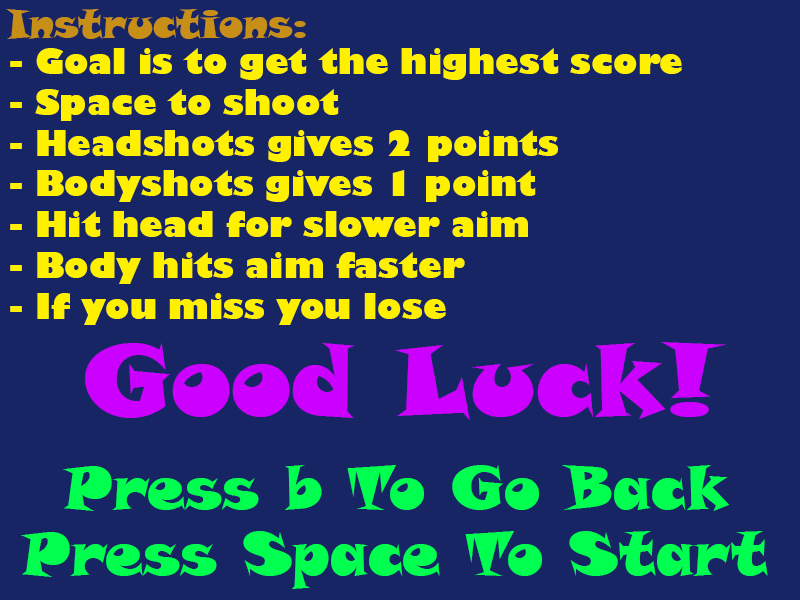 Instructions:
- Goal is to get the highest score
- Space to shoot
- Headshots gives 2 points
- Bodyshots gives 1 point
- Hit head for slower aim
- Body hits aim faster
- If you miss you lose
Good Luck!
Press b To Go Back
Press Space To Start